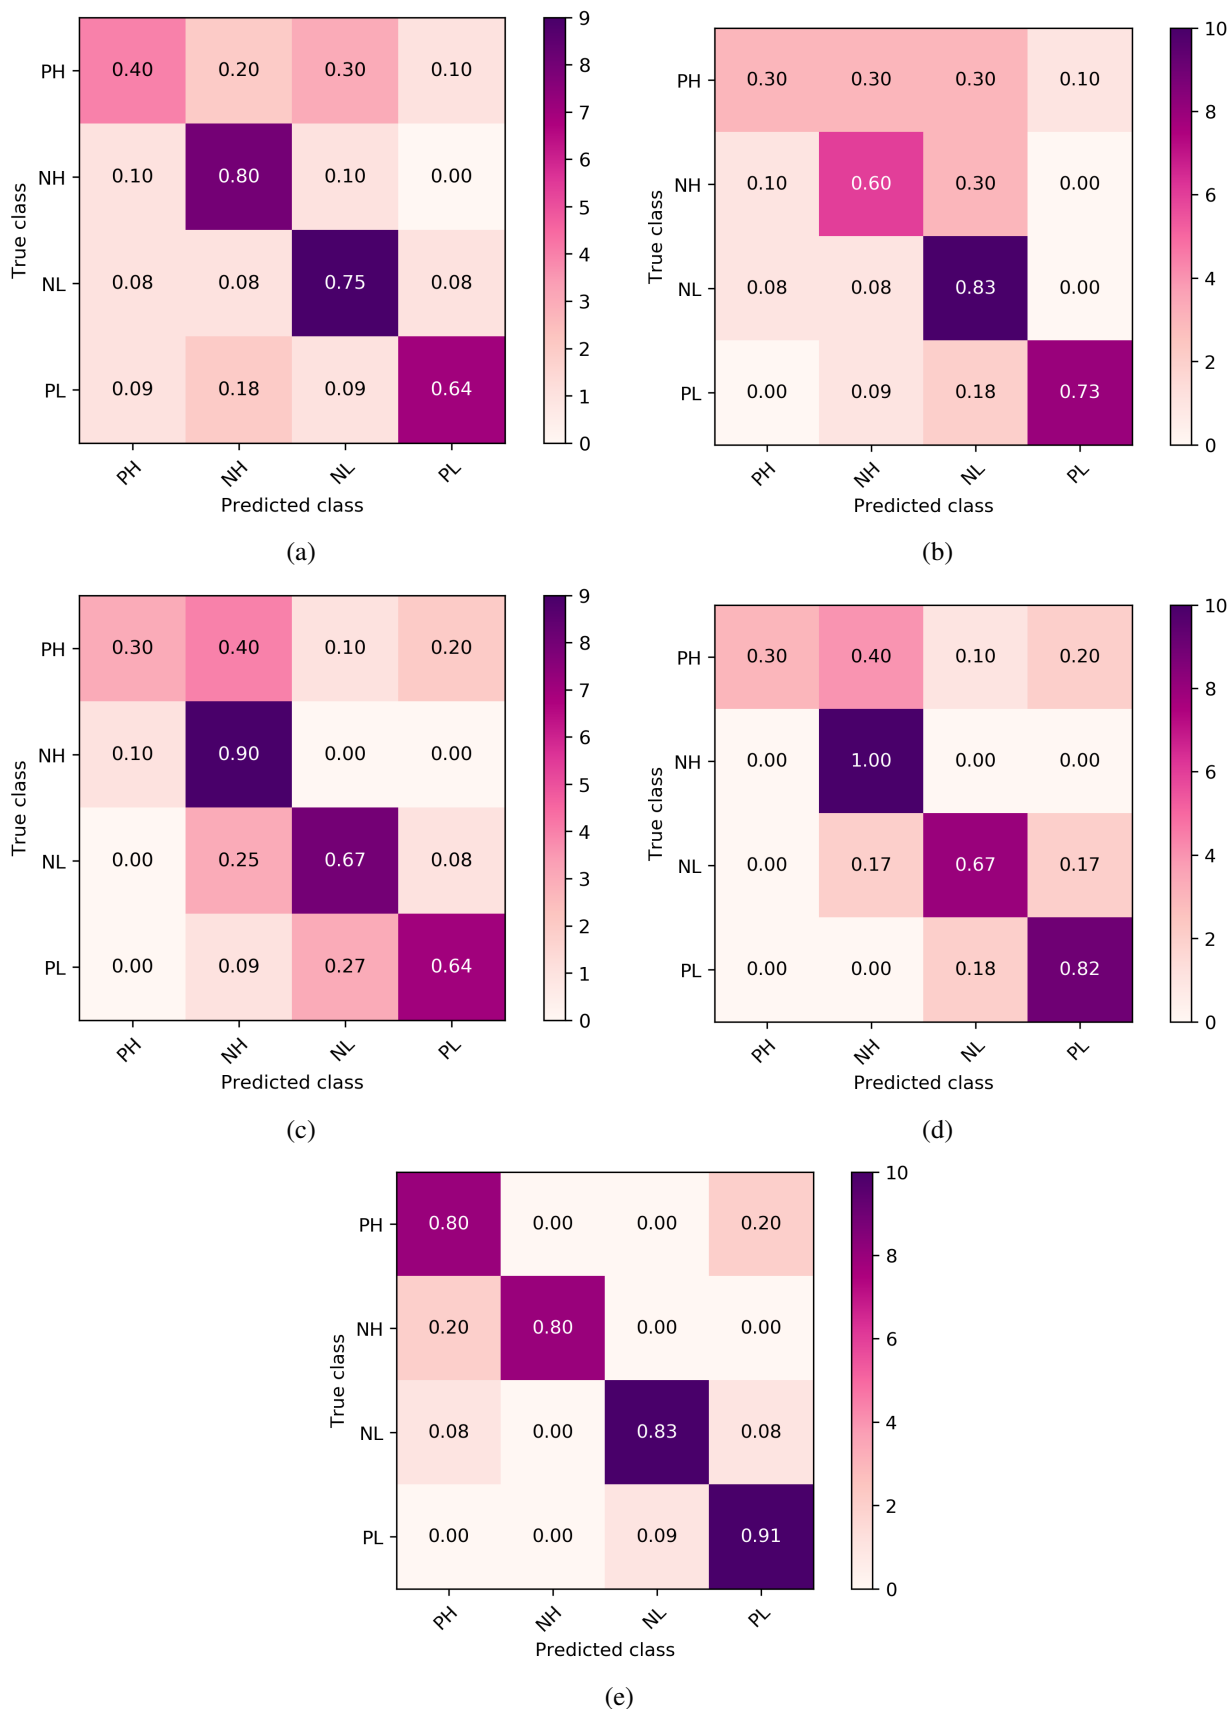 9
PH 0.40 0.20 0.30 0.10
8
7
NH 0.10 0.80 0.10 0.00
6
5
True class
4
NL 0.08 0.08 0.75 0.08
3
2
PL 0.09 0.18 0.09 0.64
1
0
PH NH NL PL
Predicted class
(a)
10
PH 0.30 0.30 0.30 0.10
8
NH 0.10 0.60 0.30 0.00
6
True class
4
NL 0.08 0.08 0.83 0.00
2
PL 0.00 0.09 0.18 0.73
0
PH NH NL PL
Predicted class
(b)
9
PH 0.30 0.40 0.10 0.20
8
7
NH 0.10 0.90 0.00 0.00
6
5
True class
4
NL 0.00 0.25 0.67 0.08
3
2
PL 0.00 0.09 0.27 0.64
1
0
PH NH NL PL
Predicted class
(c)
10
PH 0.30 0.40 0.10 0.20
8
NH 0.00 1.00 0.00 0.00
6
True class
4
NL 0.00 0.17 0.67 0.17
2
PL 0.00 0.00 0.18 0.82
0
PH NH NL PL
Predicted class
(d)
10
PH 0.80 0.00 0.00 0.20
8
NH 0.20 0.80 0.00 0.00
6
True class
4
NL 0.08 0.00 0.83 0.08
2
PL 0.00 0.00 0.09 0.91
0
PH NH NL PL
Predicted class
(e)